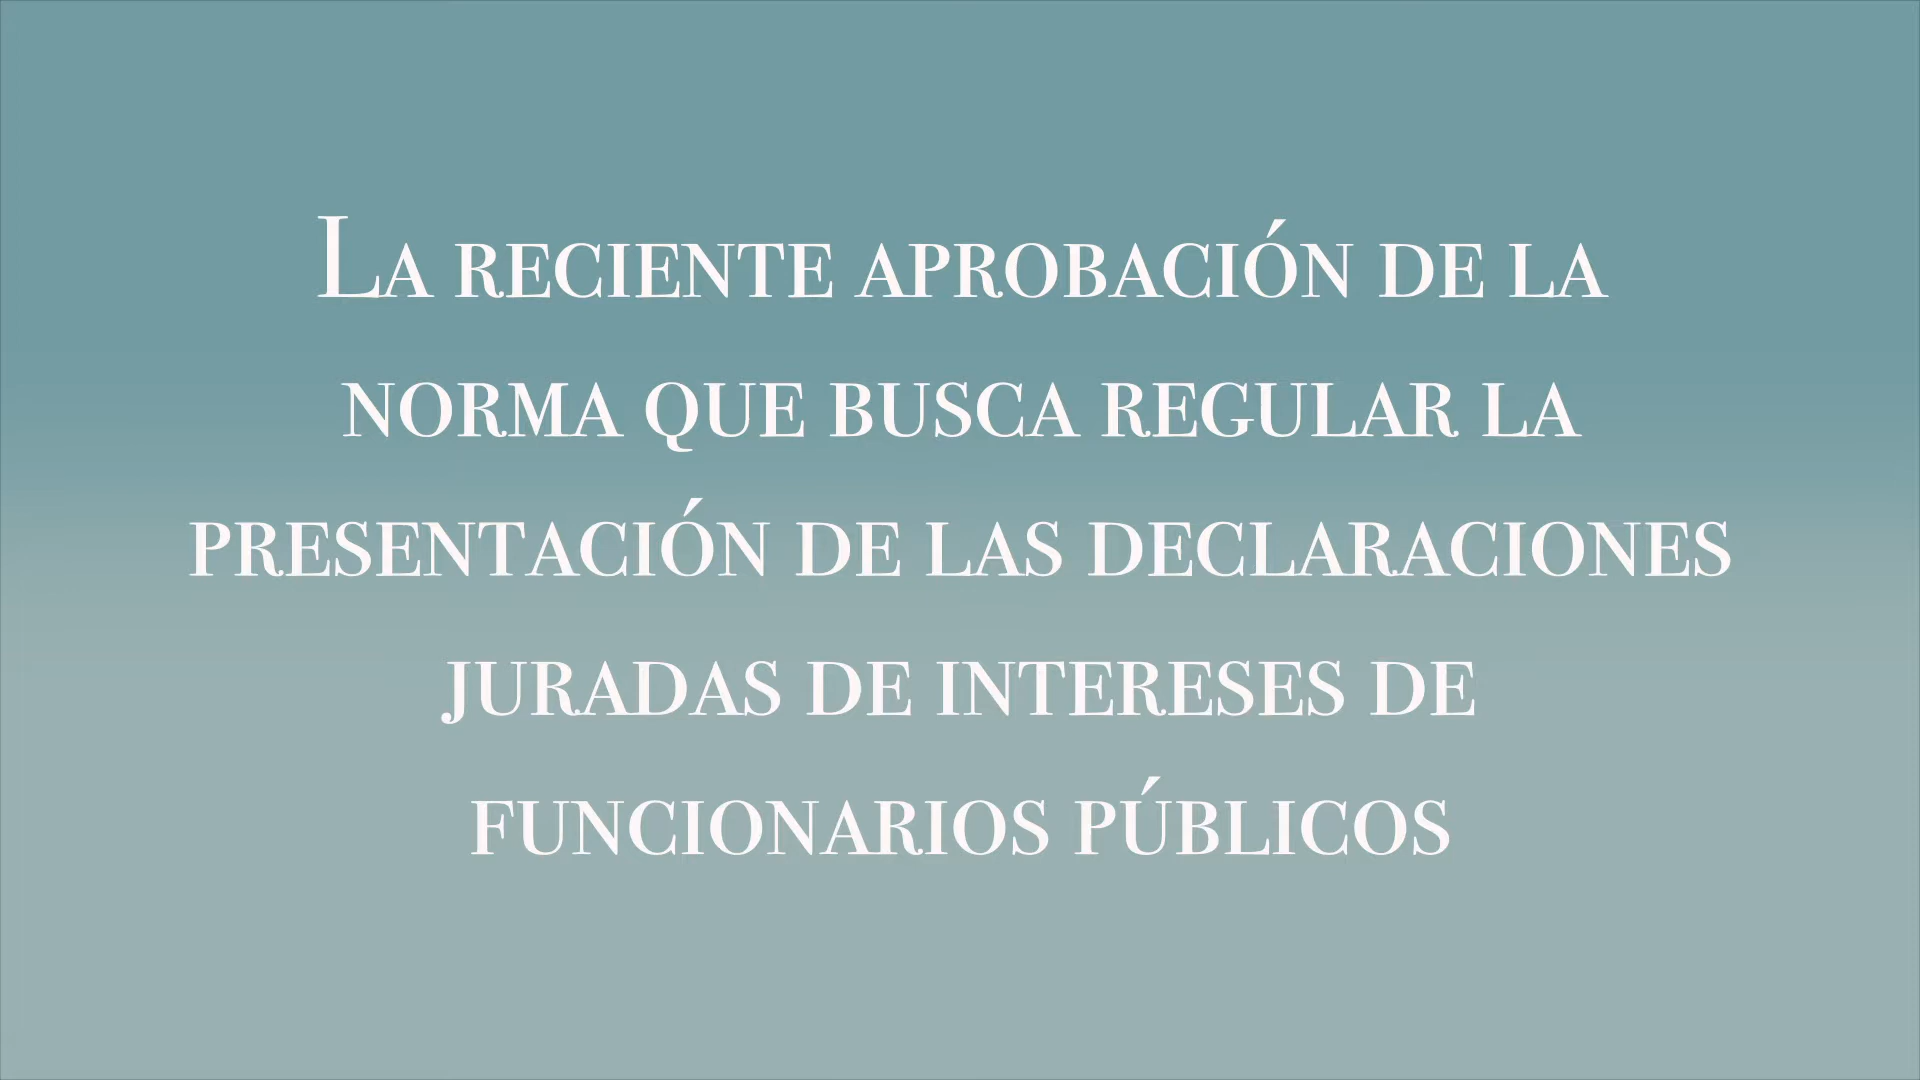 La reciente aprobación de la
norma que busca regular la
presentación de las declaraciones
juradas de intereses de
funcionarios públicos